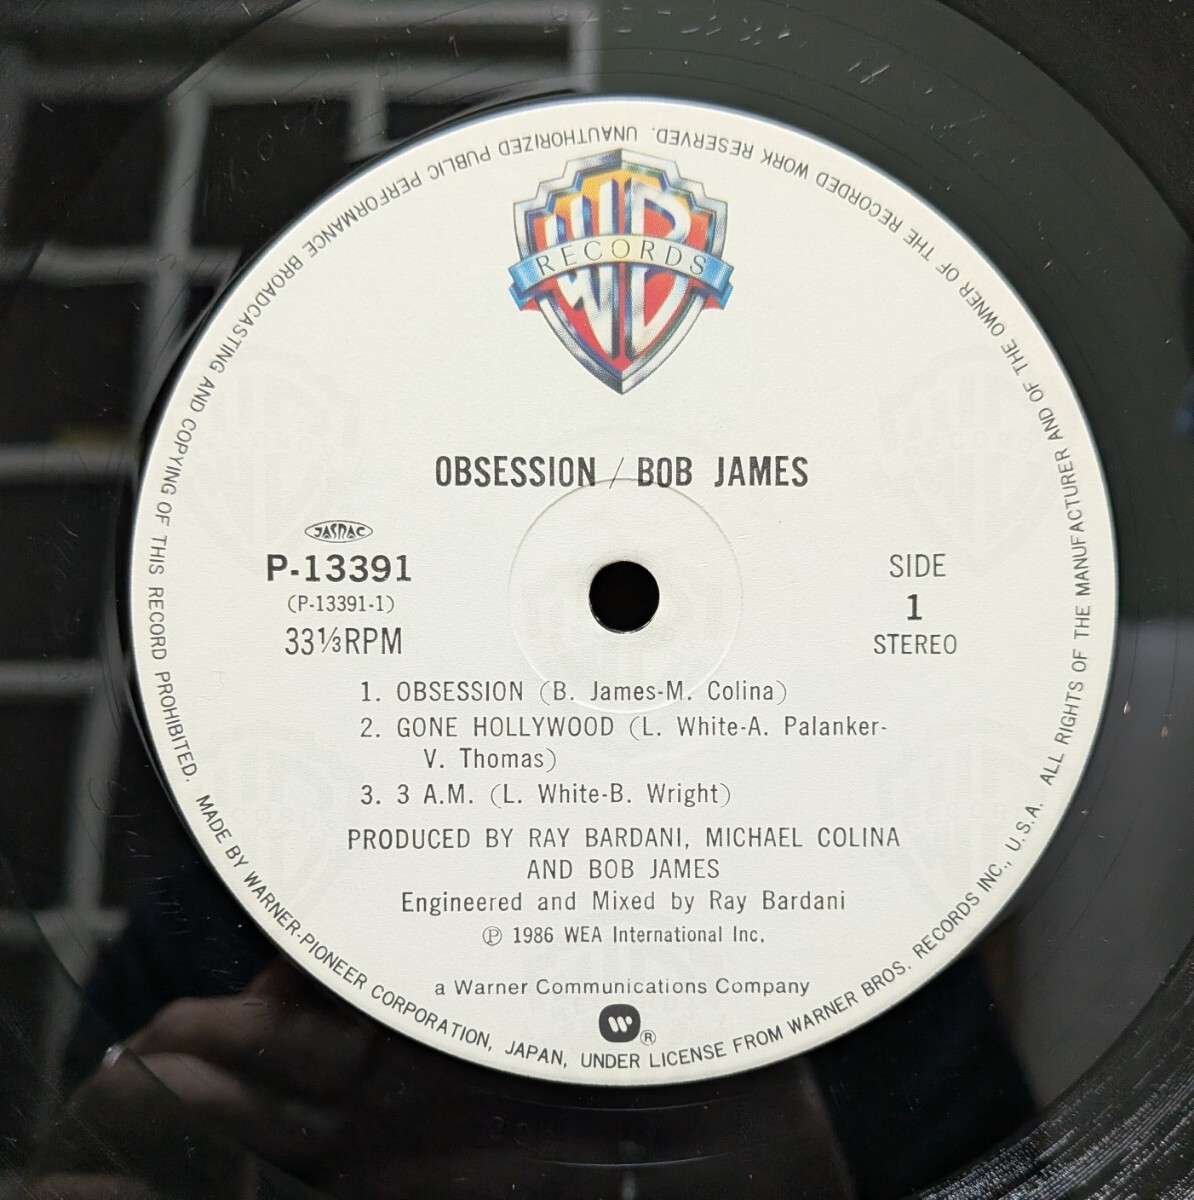 WB
RECORDS
OBSESSION / BOB JAMES
JASRAC
P-13391
(P-13391-1)
33⅓RPM
SIDE
1
STEREO
1. OBSESSION (B. James-M. Colina)
2. GONE HOLLYWOOD (L. White-A. Palanker-
V. Thomas)
3. 3 A.M. (L. White-B. Wright)
PRODUCED BY RAY BARDANI, MICHAEL COLINA
AND BOB JAMES
Engineered and Mixed by Ray Bardani
℗ 1986 WEA International Inc.
a Warner Communications Company
W ®
MADE BY WARNER-PIONEER CORPORATION, JAPAN, UNDER LICENSE FROM WARNER BROS. RECORDS INC., U.S.A. ALL RIGHTS OF THE MANUFACTURER AND OF THE OWNER OF THE RECORDED WORK RESERVED. UNAUTHORIZED PUBLIC PERFORMANCE BROADCASTING AND COPYING OF THIS RECORD PROHIBITED.